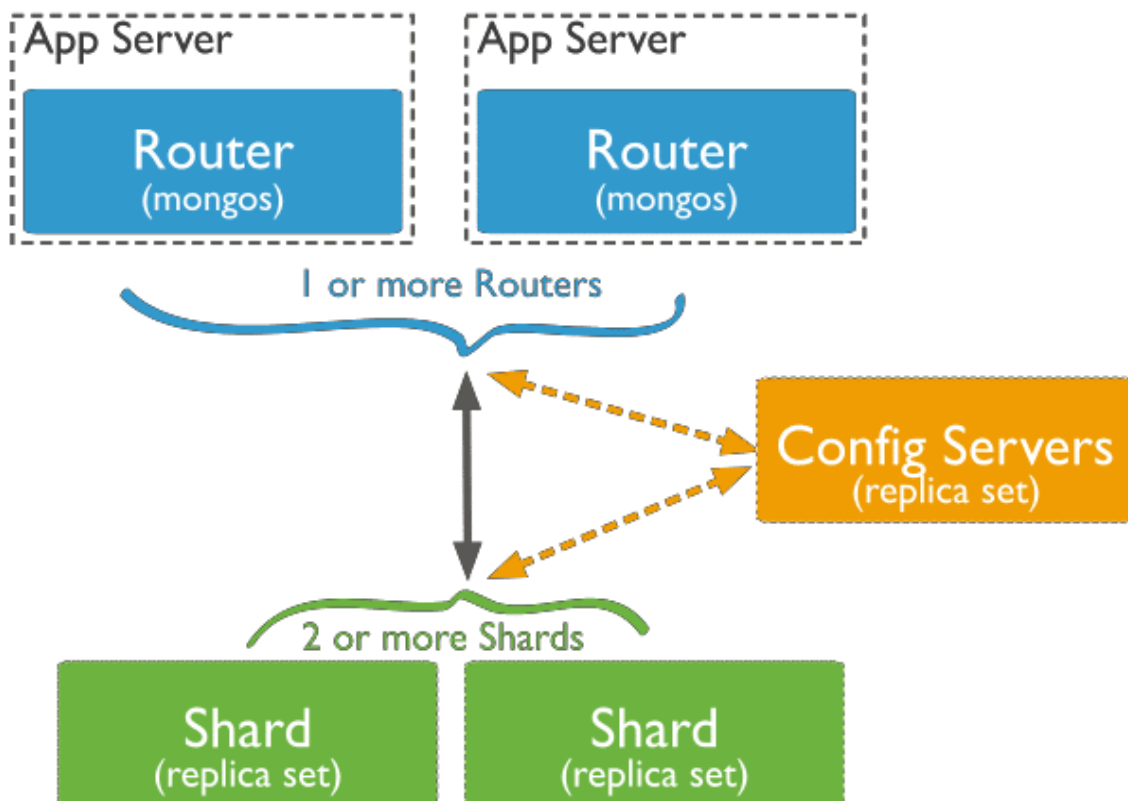 App Server
App Server
Router
(mongos)
Router
(mongos)
1 or more Routers
Config Servers
(replica set)
2 or more Shards
Shard
(replica set)
Shard
(replica set)